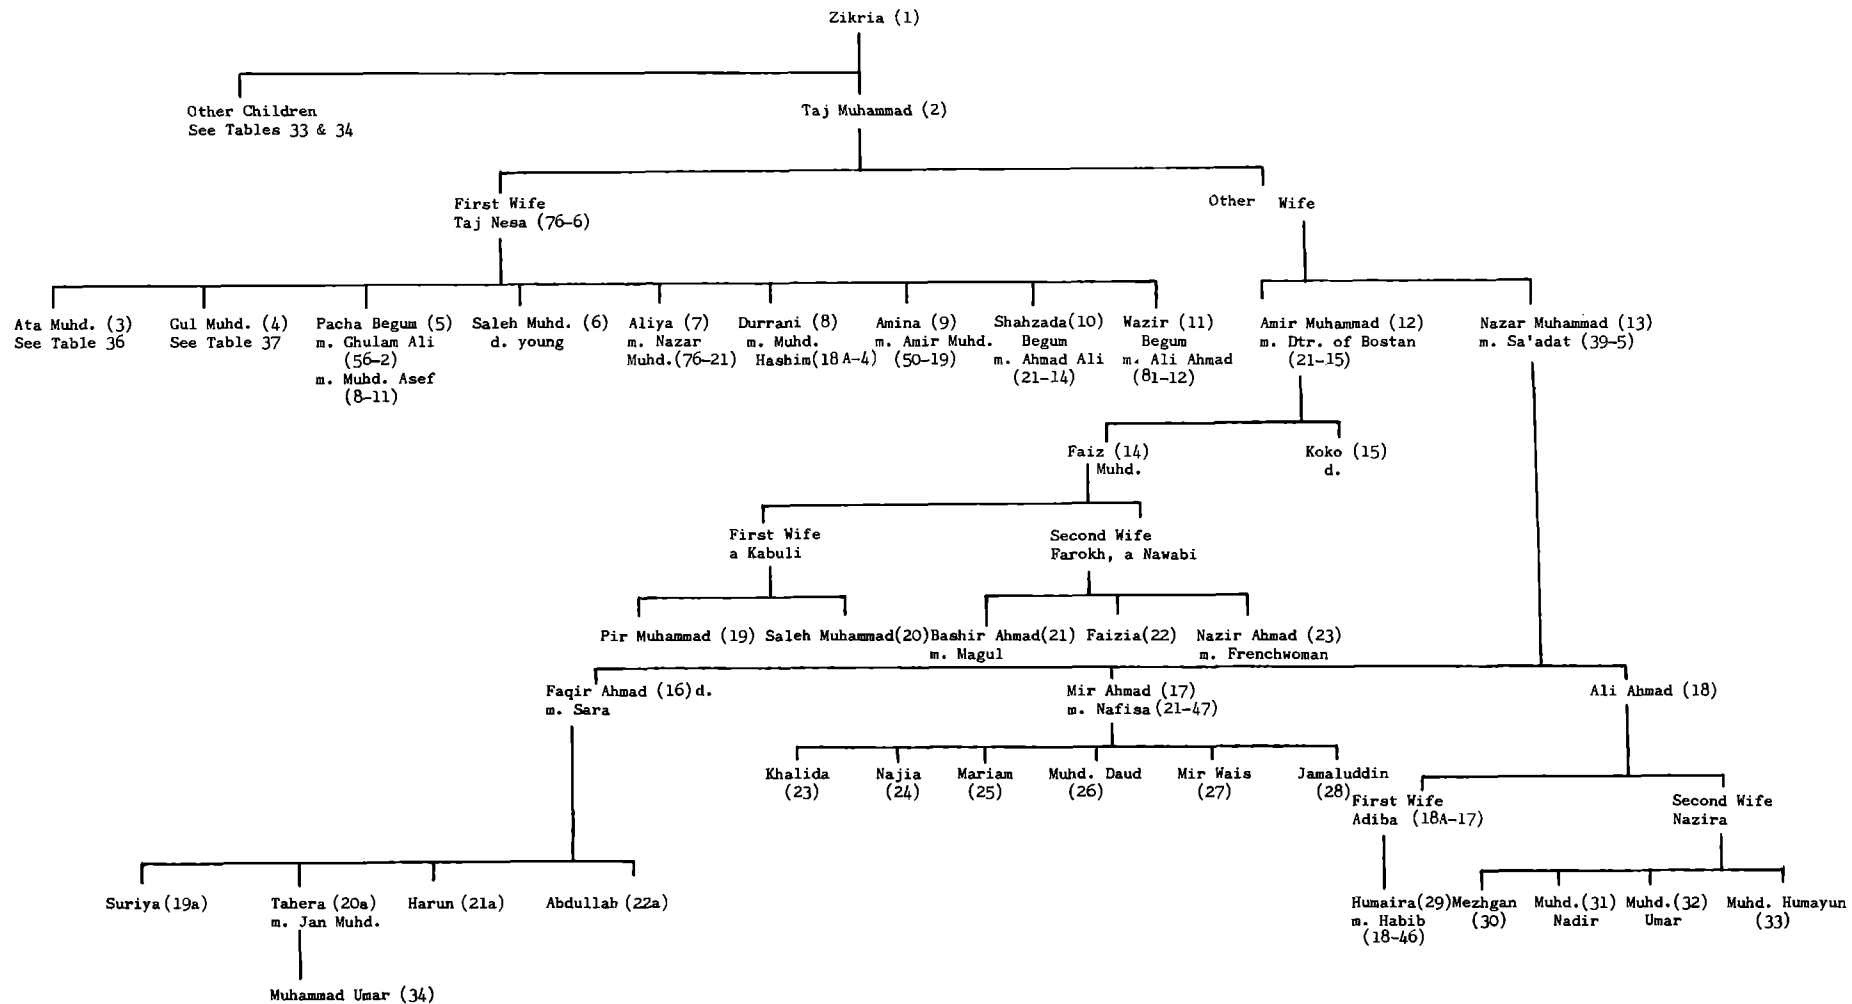 Zikria (1)
Other Children
See Tables 33 & 34
Taj Muhammad (2)
First Wife
Taj Nesa (76-6)
Other Wife
Ata Muhd. (3)
See Table 36
Gul Muhd. (4)
See Table 37
Pacha Begum (5)
m. Ghulam Ali
(56-2)
m. Muhd. Asef
(8-11)
Saleh Muhd. (6)
d. young
Aliya (7)
m. Nazar
Muhd.(76-21)
Durrani (8)
m. Muhd.
Hashim(18A-4)
Amina (9)
m. Amir Muhd.
(50-19)
Shahzada(10)
Begum
m. Ahmad Ali
(21-14)
Wazir (11)
Begum
m. Ali Ahmad
(81-12)
Amir Muhammad (12)
m. Dtr. of Bostan
(21-15)
Nazar Muhammad (13)
m. Sa'adat (39-5)
Faiz (14)
Muhd.
Koko (15)
d.
First Wife
a Kabuli
Second Wife
Farokh, a Nawabi
Pir Muhammad (19)
Saleh Muhammad(20)
Bashir Ahmad(21)
m. Magul
Faizia(22)
Nazir Ahmad (23)
m. Frenchwoman
Faqir Ahmad (16)d.
m. Sara
Mir Ahmad (17)
m. Nafisa (21-47)
Ali Ahmad (18)
Khalida
(23)
Najia
(24)
Mariam
(25)
Muhd. Daud
(26)
Mir Wais
(27)
Jamaluddin
(28)
First Wife
Adiba (18A-17)
Second Wife
Nazira
Suriya(19a)
Tahera (20a)
m. Jan Muhd.
Harun (21a)
Abdullah (22a)
Humaira(29)
m. Habib
(18-46)
Mezhgan
(30)
Muhd.(31)
Nadir
Muhd.(32)
Umar
Muhd. Humayun
(33)
Muhammad Umar (34)